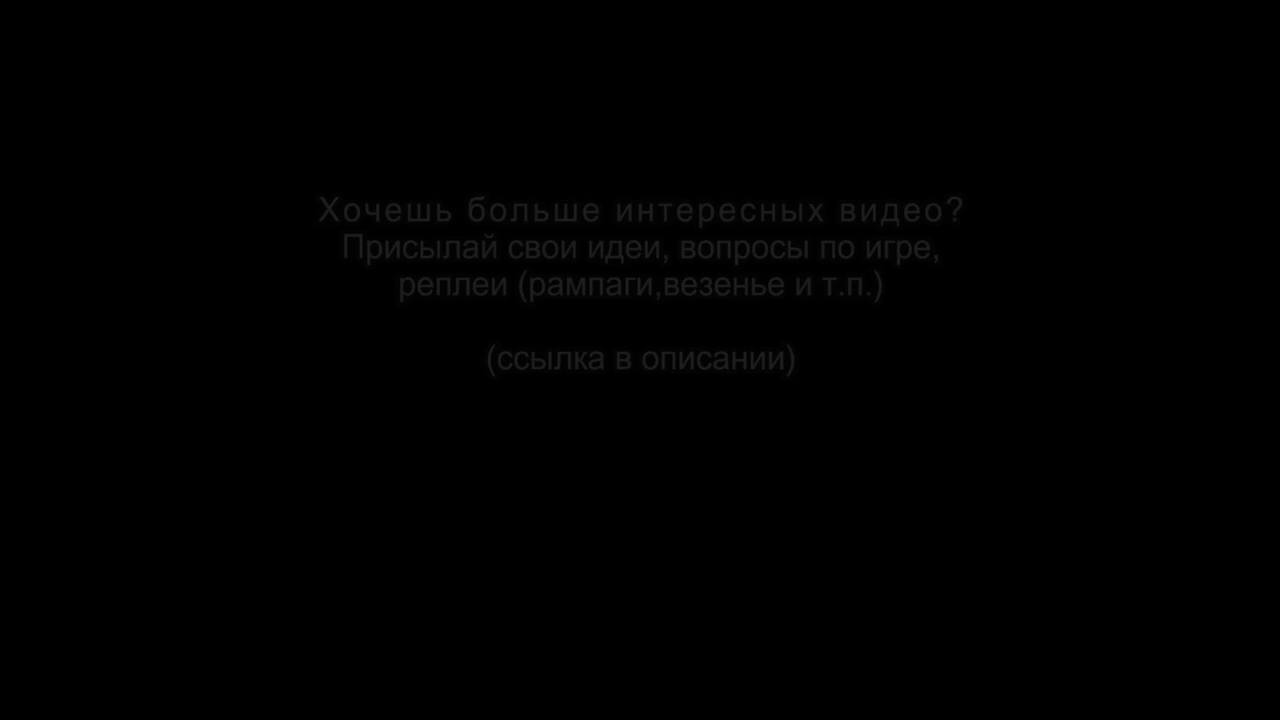 Хочешь больше интересных видео?
Присылай свои идеи, вопросы по игре,
реплеи (рампаги,везенье и т.п.)
(ссылка в описании)